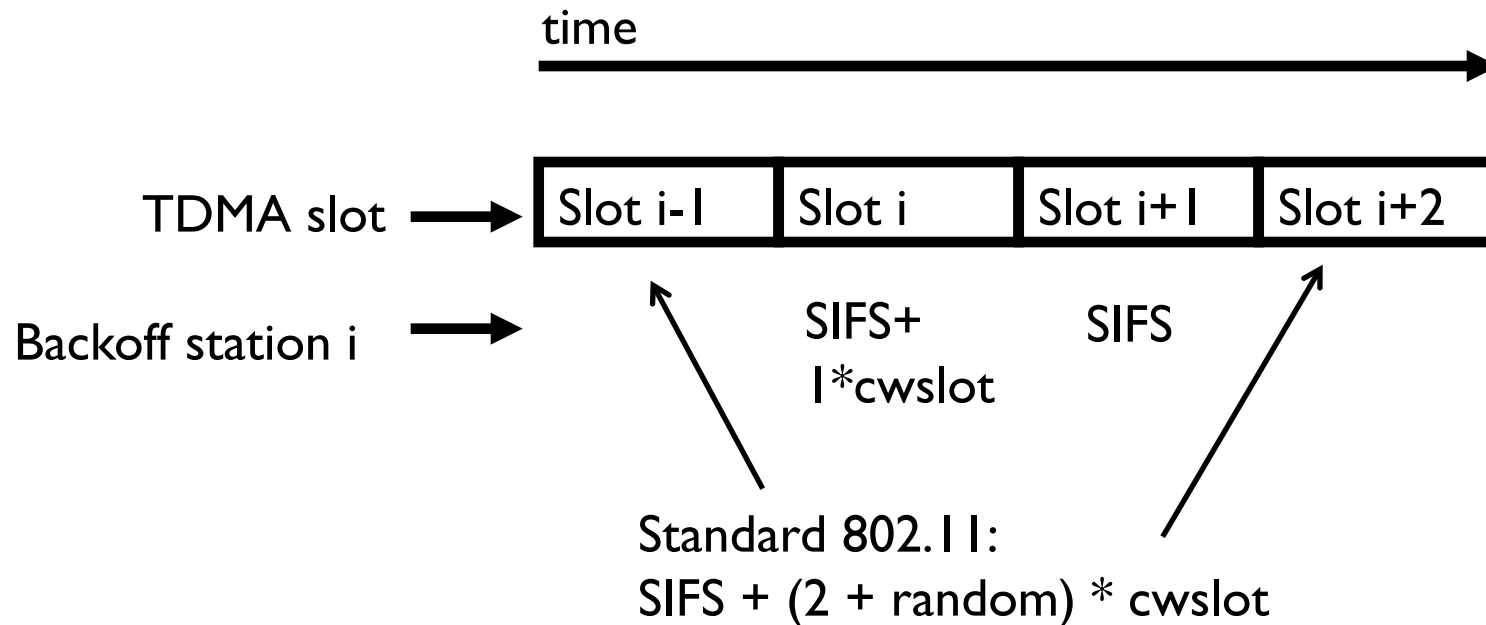 time
TDMA slot
Slot i-1
Slot i
Slot i+1
Slot i+2
Backoff station i
SIFS+
1*cwslot
SIFS
Standard 802.11:
SIFS + (2 + random) * cwslot